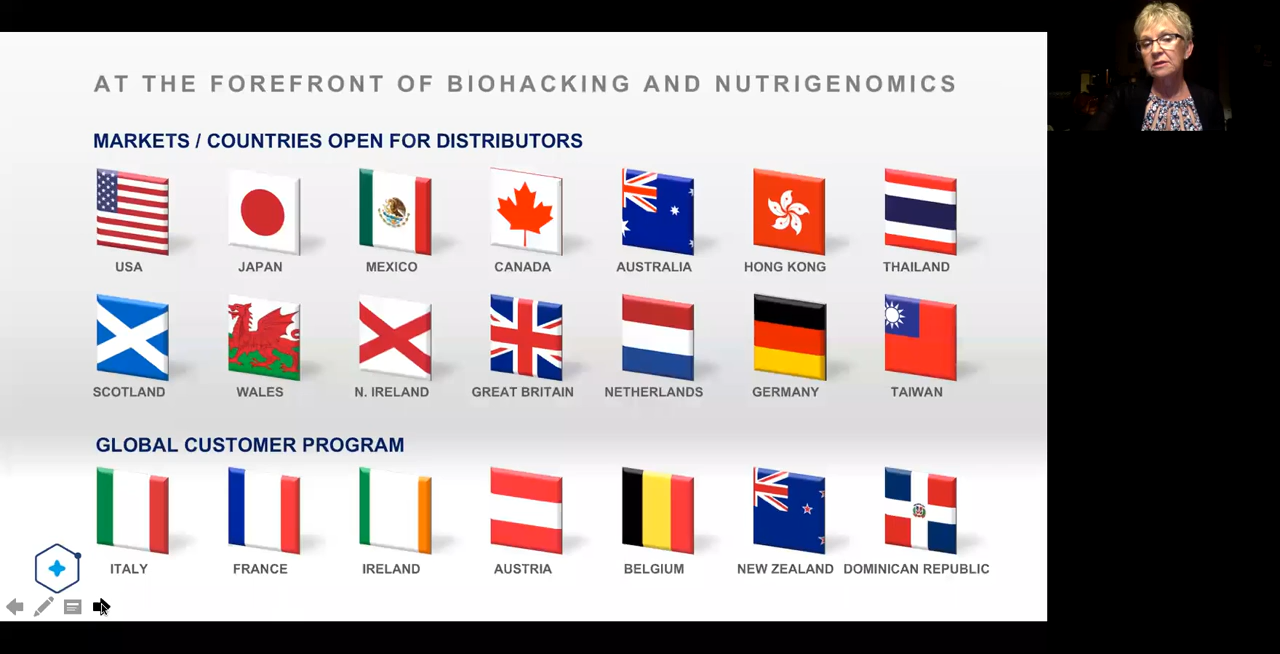 AT THE FOREFRONT OF BIOHACKING AND NUTRIGENOMICS
MARKETS / COUNTRIES OPEN FOR DISTRIBUTORS
USA JAPAN MEXICO CANADA AUSTRALIA HONG KONG THAILAND
SCOTLAND WALES N. IRELAND GREAT BRITAIN NETHERLANDS GERMANY TAIWAN
GLOBAL CUSTOMER PROGRAM
ITALY FRANCE IRELAND AUSTRIA BELGIUM NEW ZEALAND DOMINICAN REPUBLIC